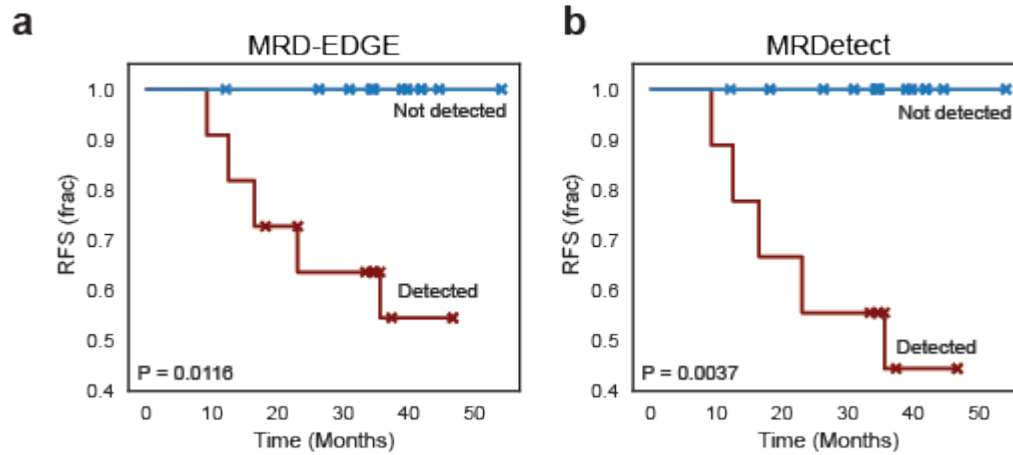 a
MRD-EDGE
RFS (frac)
1.0
0.9
0.8
0.7
0.6
0.5
0.4
Not detected
Detected
P = 0.0116
0 10 20 30 40 50
Time (Months)
b
MRDetect
RFS (frac)
1.0
0.9
0.8
0.7
0.6
0.5
0.4
Not detected
Detected
P = 0.0037
0 10 20 30 40 50
Time (Months)